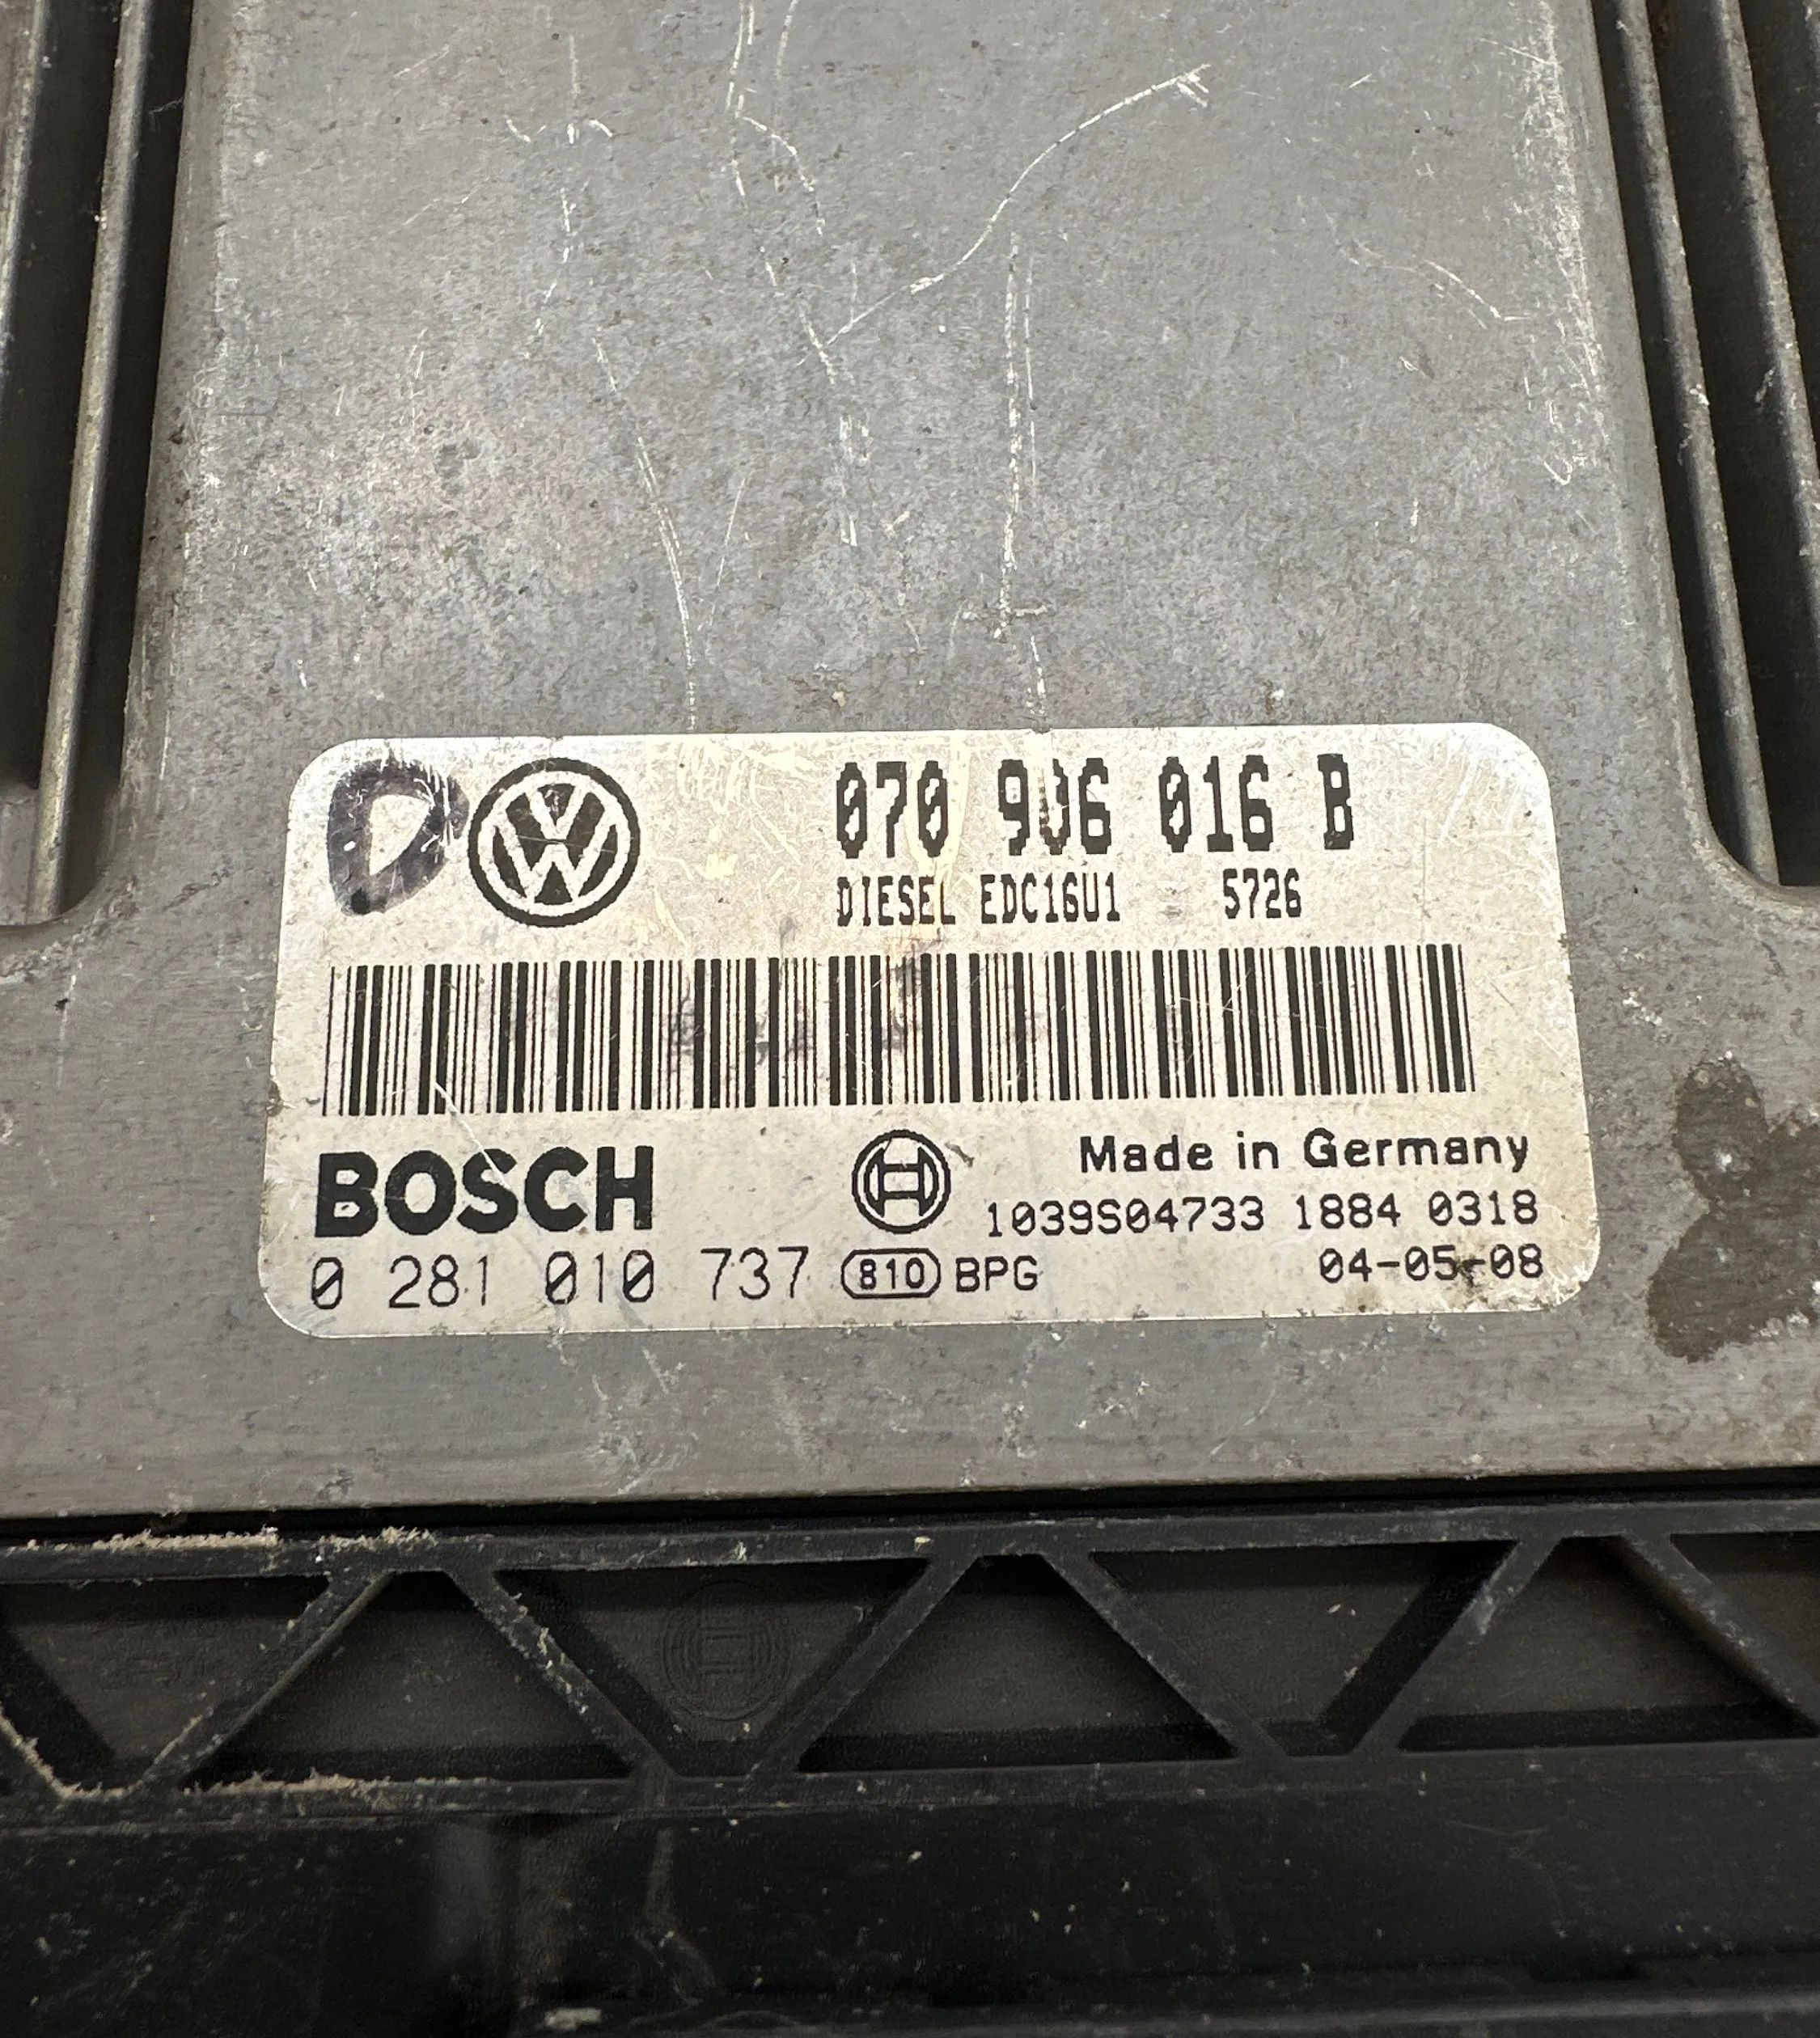 D
070 906 016 B
DIESEL EDC16U1 5726
BOSCH
Made in Germany
1039S04733 1884 0318
0 281 010 737 810 BPG
04-05-08